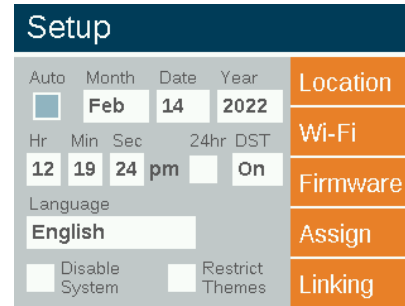 Setup
Auto Month Date Year
Feb 14 2022
Hr Min Sec 24hr DST
12 19 24 pm On
Language
English
Disable System
Restrict Themes
Location
Wi-Fi
Firmware
Assign
Linking